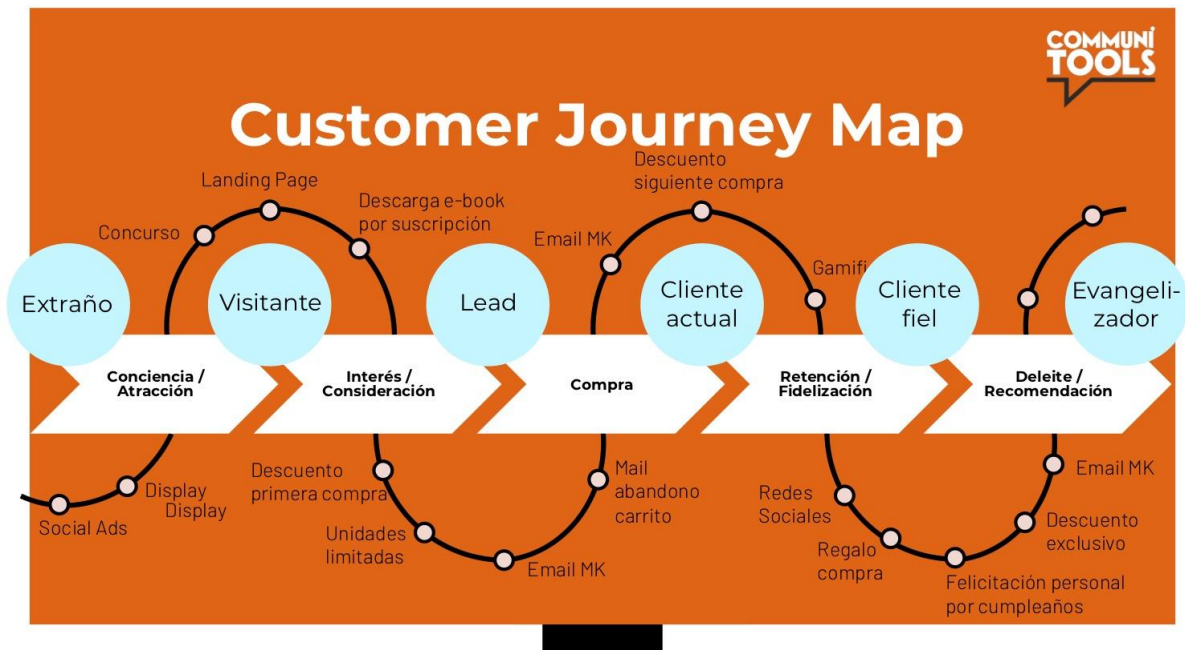 COMMUNI
TOOLS
Customer Journey Map
Landing Page
Concurso
Descarga e-book
por suscripción
Email MK
Descuento
siguiente compra
Extraño
Visitante
Lead
Cliente
actual
Cliente
fiel
Evangeli-
zador
Conciencia /
Atracción
Interés /
Consideración
Compra
Retención /
Fidelización
Deleite /
Recomendación
Social Ads
Display
Display
Descuento
primera compra
Unidades
limitadas
Email MK
Mail
abandono
carrito
Redes
Sociales
Regalo
compra
Felicitación personal
por cumpleaños
Descuento
exclusivo
Email MK